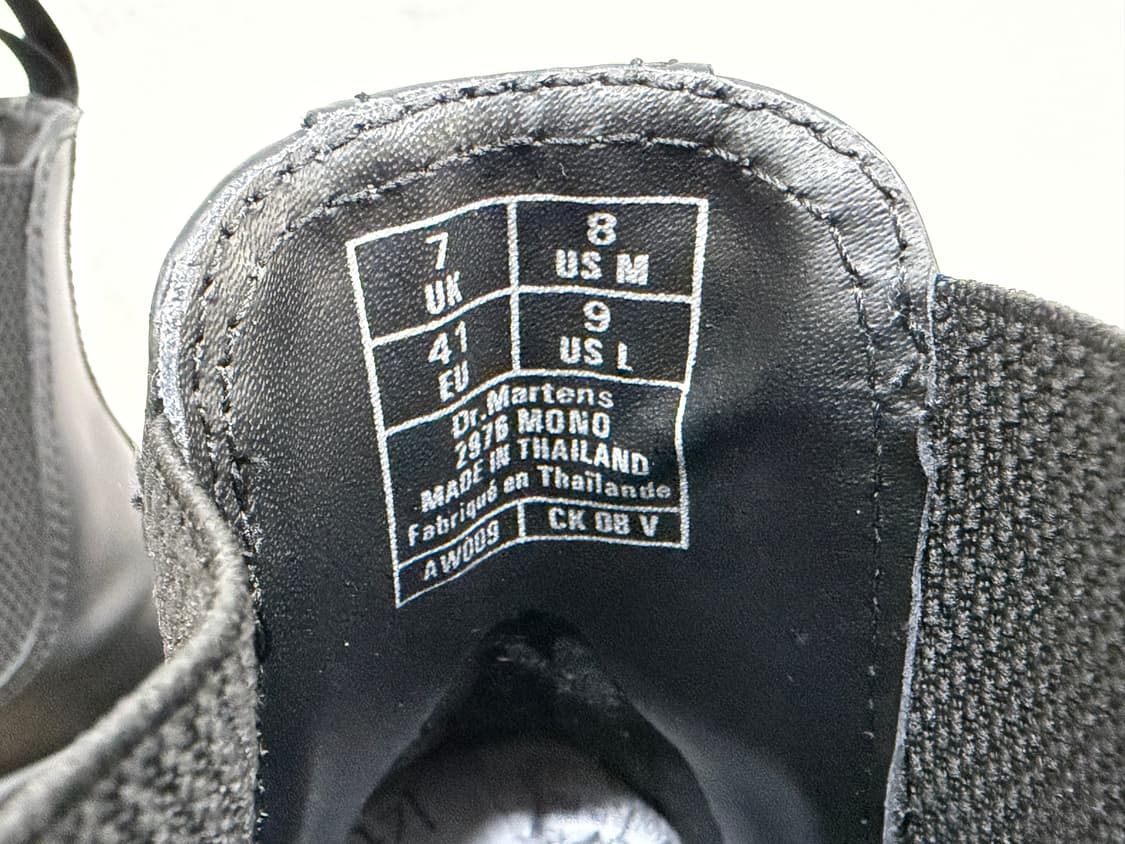 7
UK
8
US M
41
EU
9
US L
Dr.Martens
2976 MONO
MADE IN THAILAND
Fabriqué en Thaïlande
AW009
CK 08 V